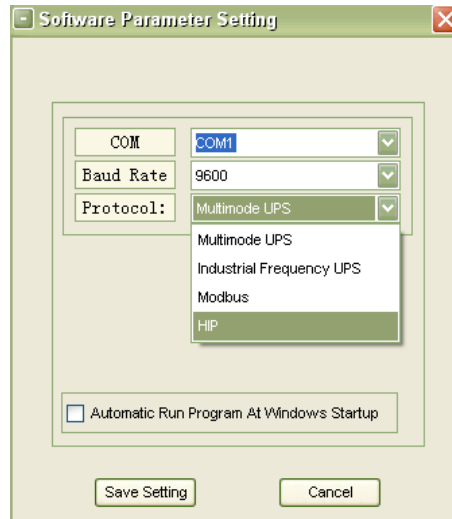 Software Parameter Setting
COM
COM1
Baud Rate
9600
Protocol:
Multimode UPS
Multimode UPS
Industrial Frequency UPS
Modbus
HIP
Automatic Run Program At Windows Startup
Save Setting
Cancel